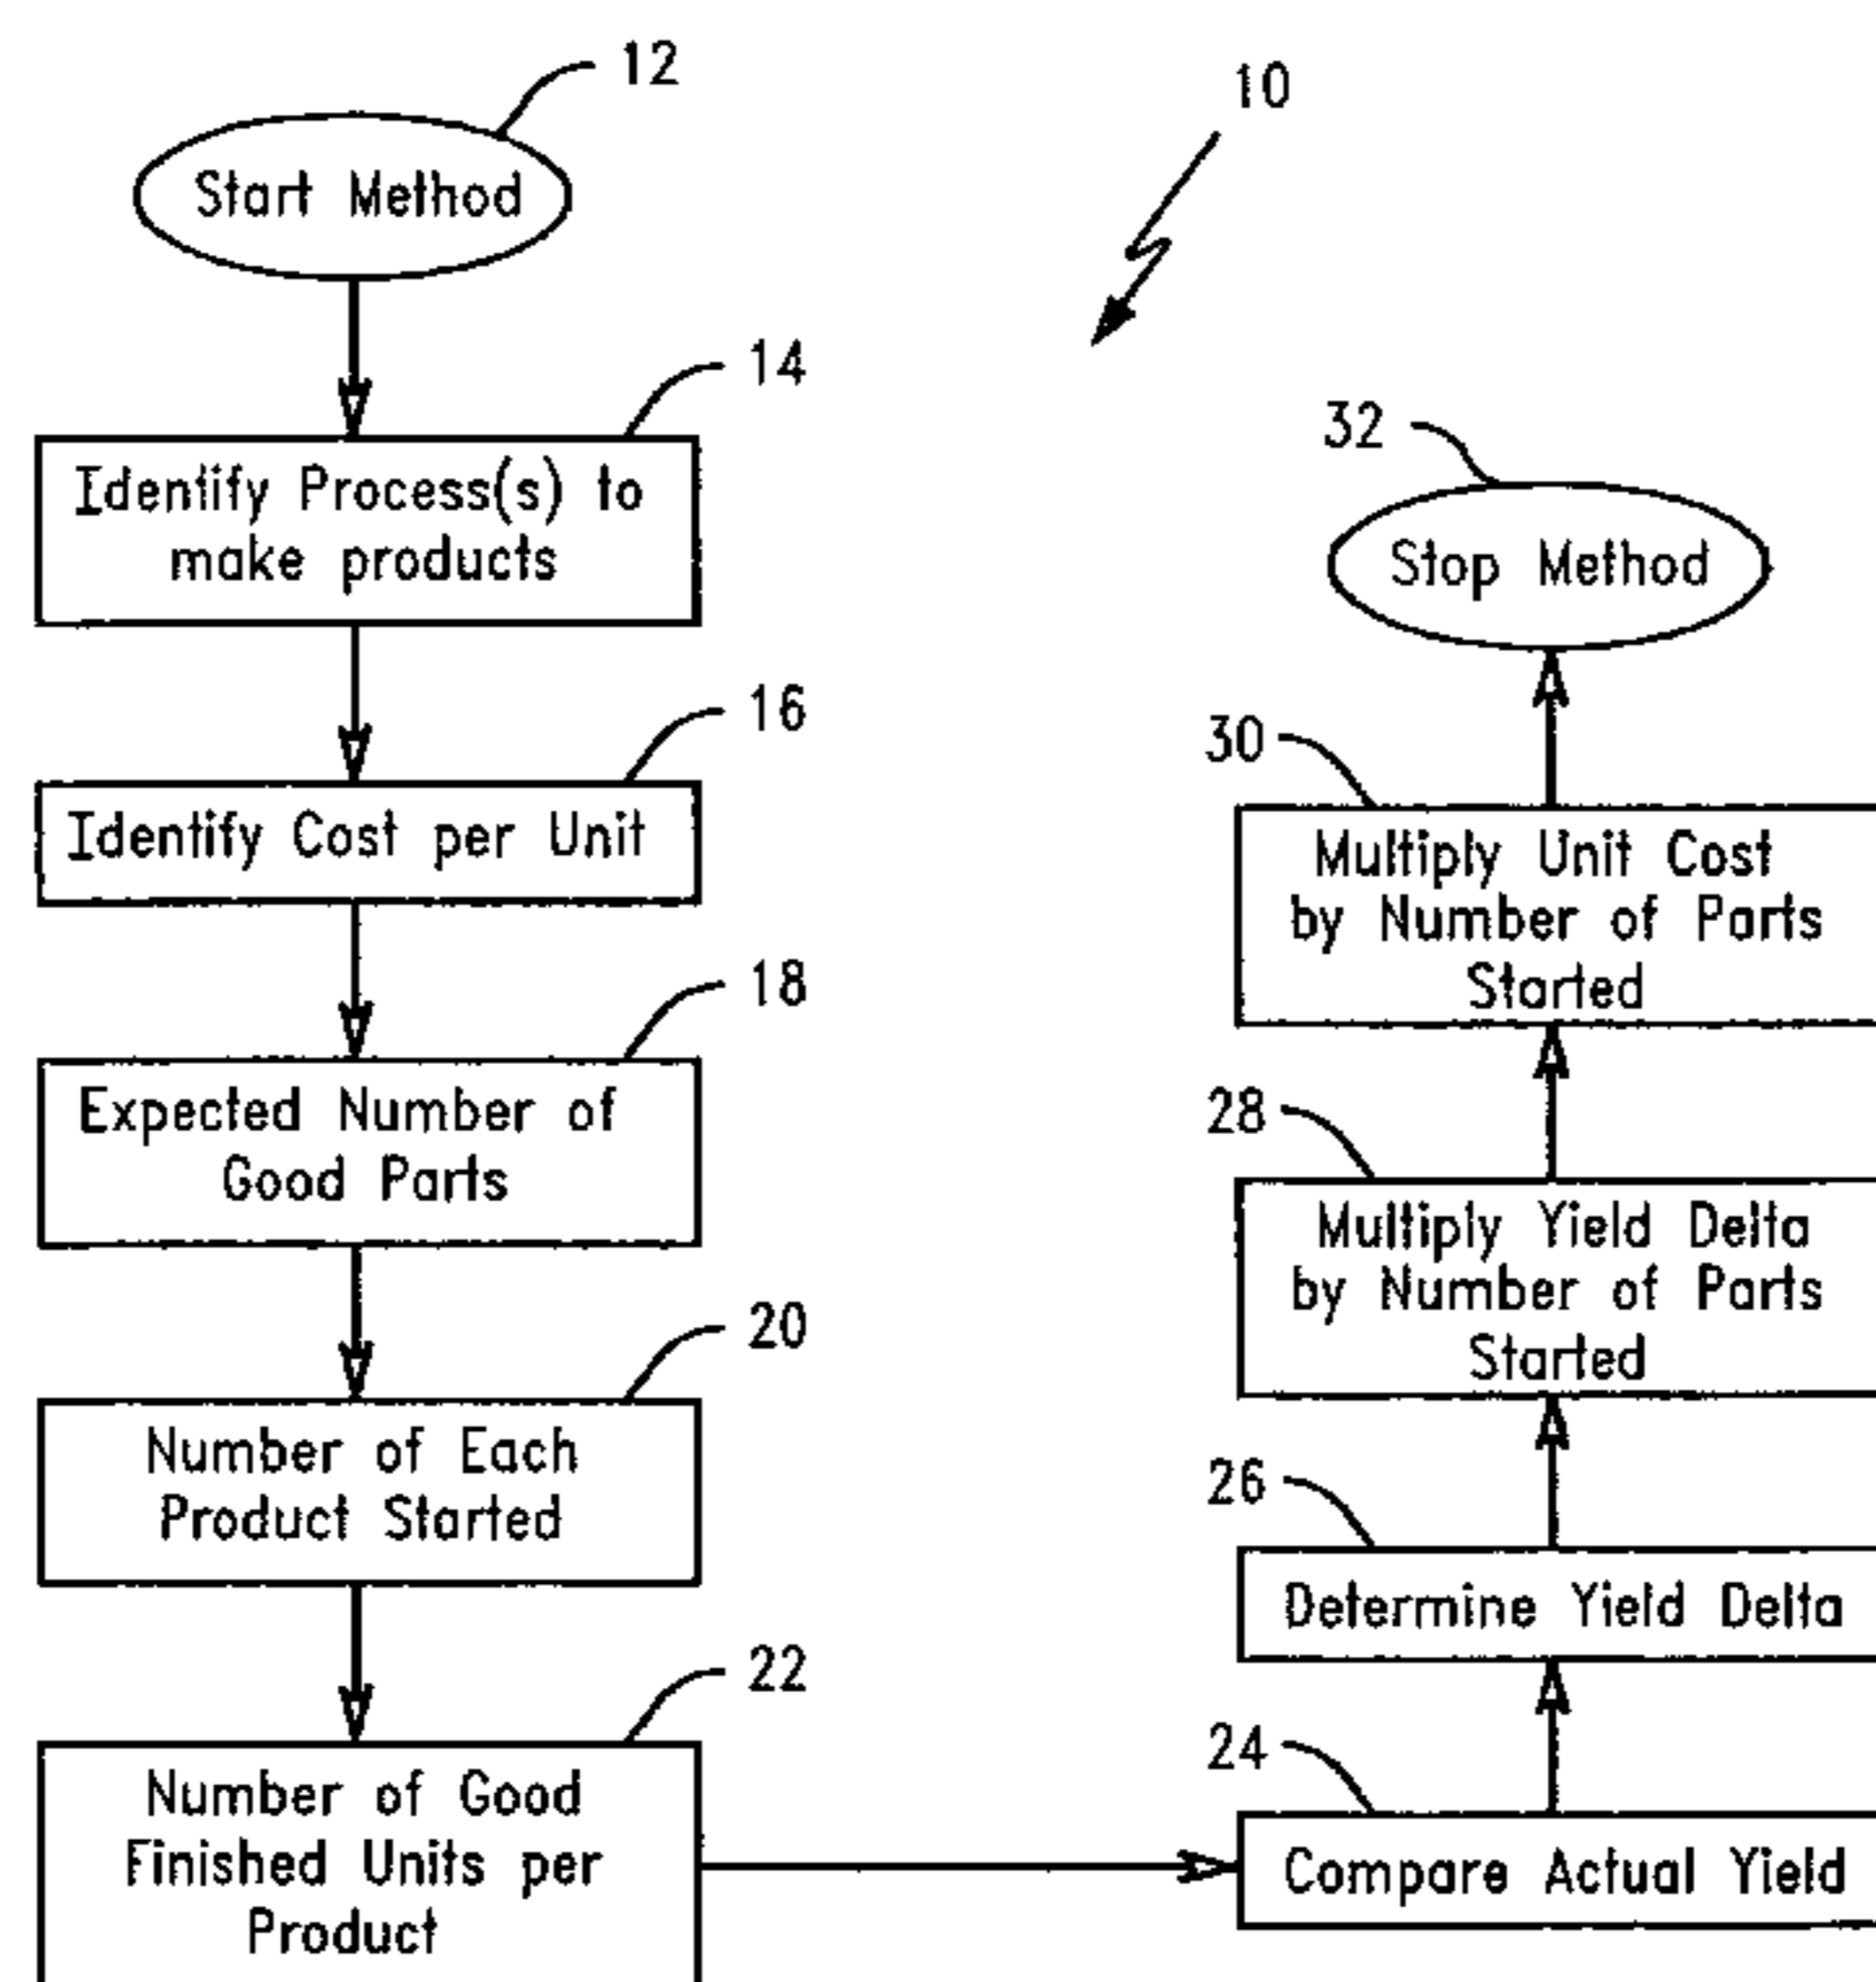 12
Start Method
10
14
Identify Process(s) to
make products
16
Identify Cost per Unit
18
Expected Number of
Good Parts
20
Number of Each
Product Started
22
Number of Good
Finished Units per
Product
24
Compare Actual Yield
26
Determine Yield Delta
28
Multiply Yield Delta
by Number of Parts
Started
30
Multiply Unit Cost
by Number of Parts
Started
32
Stop Method